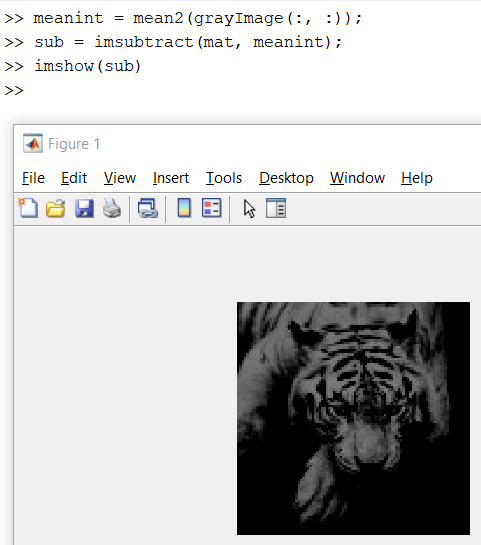 >> meanint = mean2(grayImage(:, :));
>> sub = imsubtract(mat, meanint);
>> imshow(sub)
>>
Figure 1
File Edit View Insert Tools Desktop Window Help